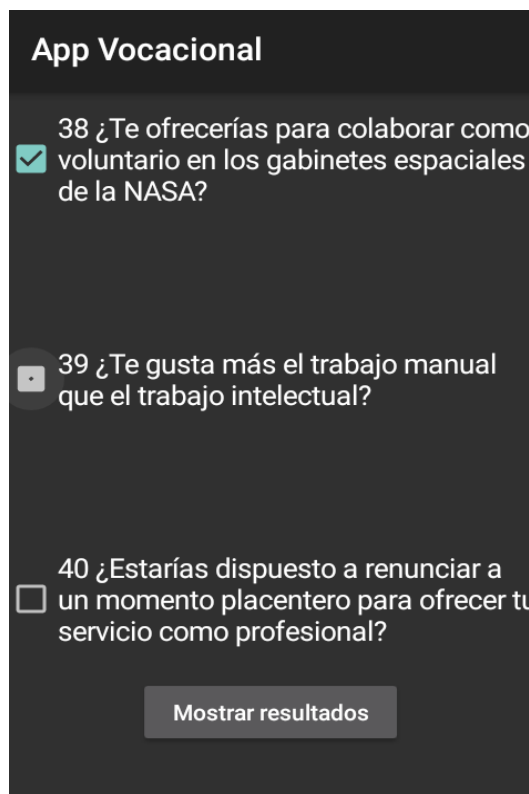 App Vocacional
38 ¿Te ofrecerías para colaborar como
voluntario en los gabinetes espaciales
de la NASA?
39 ¿Te gusta más el trabajo manual
que el trabajo intelectual?
40 ¿Estarías dispuesto a renunciar a
un momento placentero para ofrecer tu
servicio como profesional?
Mostrar resultados